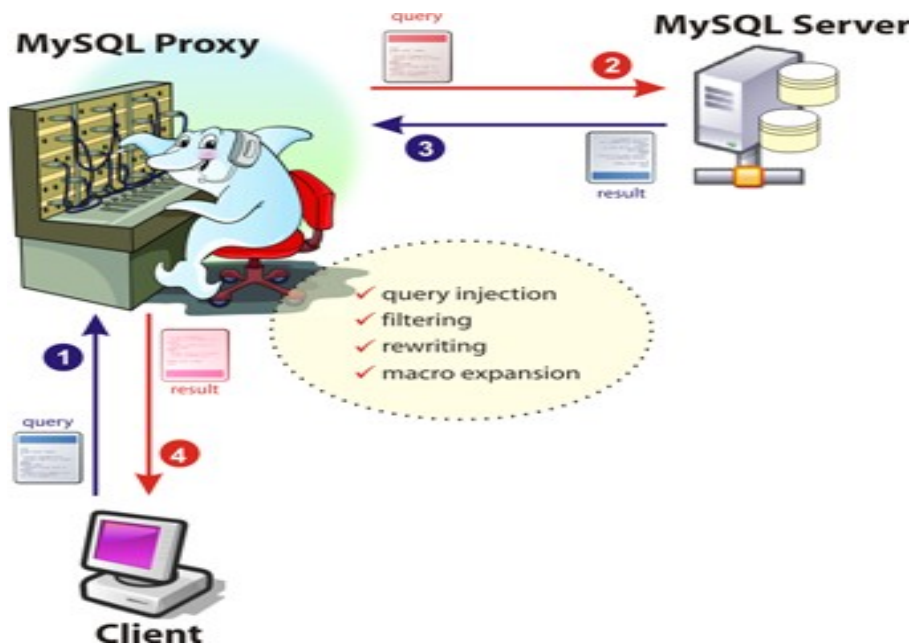 query
MySQL Proxy
MySQL Server
2
3
result
query injection
filtering
rewriting
macro expansion
1
result
query
4
Client